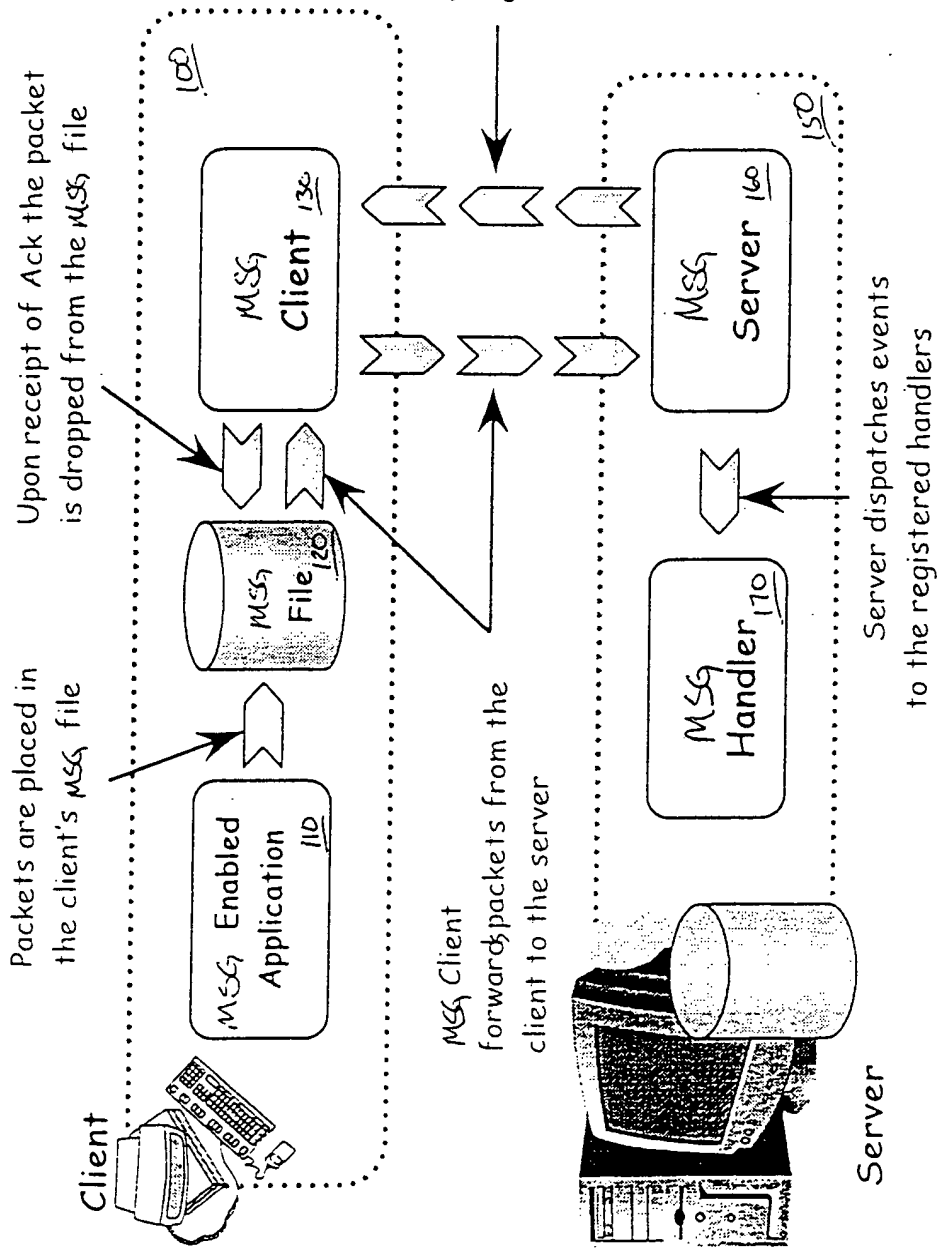 Client
Packets are placed in
the client's MSG file
Upon receipt of Ack the packet
is dropped from the MSG file
100
MSG Enabled
Application
110
MSG
File
120
MSG
Client
130
MSG Client
forwards packets from the
client to the server
Server
MSG
Handler
170
MSG
Server
160
150
Server dispatches events
to the registered handlers